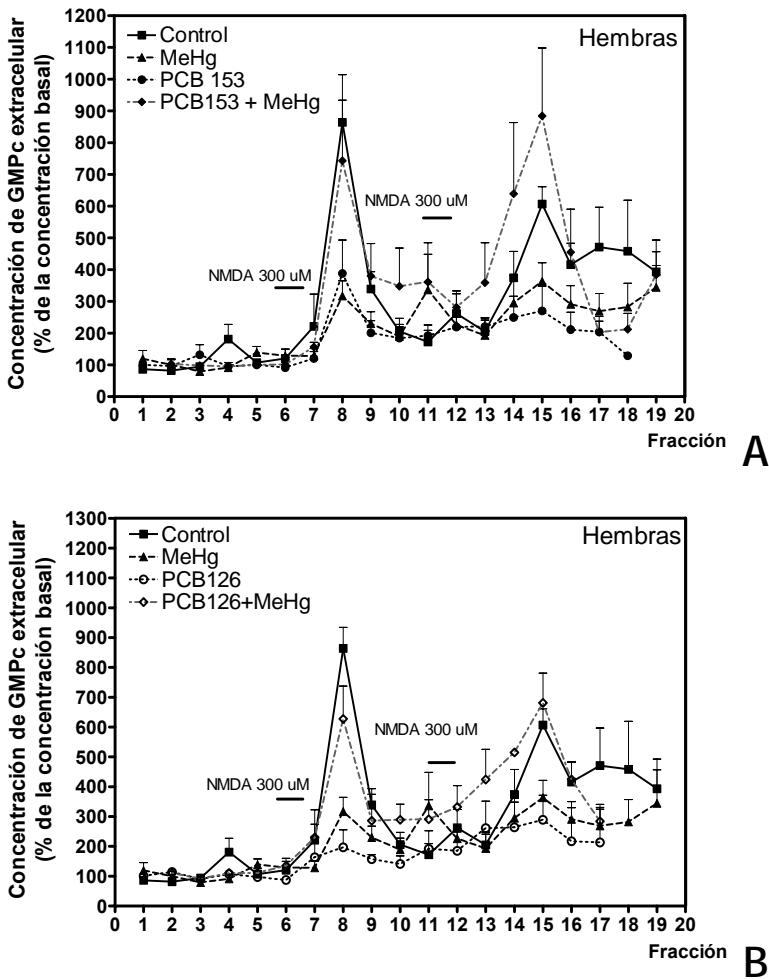 Concentración de GMPc extracelular
(% de la concentración basal)
1200
1100
1000
900
800
700
600
500
400
300
200
100
0
Control
MeHg
PCB 153
PCB153 + MeHg
Hembras
NMDA 300 uM
NMDA 300 uM
0 1 2 3 4 5 6 7 8 9 10 11 12 13 14 15 16 17 18 19 20
Fracción
A
Concentración de GMPc extracelular
(% de la concentración basal)
1300
1200
1100
1000
900
800
700
600
500
400
300
200
100
0
Control
MeHg
PCB126
PCB126+MeHg
Hembras
NMDA 300 uM
NMDA 300 uM
0 1 2 3 4 5 6 7 8 9 10 11 12 13 14 15 16 17 18 19 20
Fracción
B